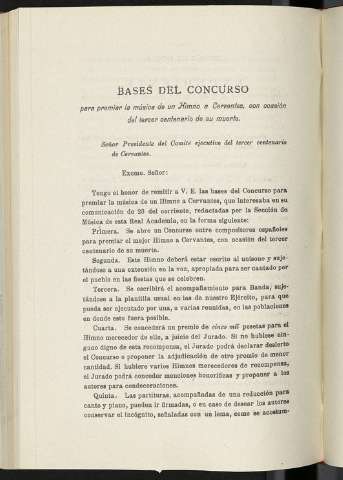 BASES DEL CONCURSO
para premiar la música de un Himno a Cervantes, con ocasión
del tercer centenario de su muerte.
Señor Presidente del Comité ejecutivo del tercer centenario
de Cervantes.
Excmo. Señor:
Tengo el honor de remitir a V. E. las bases del Concurso para
premiar la música de un Himno a Cervantes, que interesaba en su
comunicación de 23 del corriente, redactadas por la Sección de
Música de esta Real Academia, en la forma siguiente:
Primera. Se abre un Concurso entre compositores españoles
para premiar el mejor Himno a Cervantes, con ocasión del tercer
centenario de su muerte.
Segunda. Este Himno deberá estar escrito al unísono y suje-
tándose a una extensión en la voz, apropiada para ser cantado por
el pueblo en las fiestas que se celebren.
Tercera. Se escribirá el acompañamiento para Banda, suje-
tándose a la plantilla usual en las de nuestro Ejército, para que
pueda ser ejecutado por una, o varias reunidas, en las poblaciones
en donde esto fuera posible.
Cuarta. Se concederá un premio de cinco mil pesetas para el
Himno merecedor de ello, a juicio del Jurado. Si no hubiese nin-
guno digno de esta recompensa, el Jurado podrá declarar desierto
el Concurso o proponer la adjudicación de otro premio de menor
cantidad. Si hubiere varios Himnos merecedores de recompensa,
el Jurado podrá conceder menciones honoríficas y proponer a los
autores para condecoraciones.
Quinta. Las partituras, acompañadas de una reducción para
canto y piano, pueden ir firmadas, o en caso de desear los autores
conservar el incógnito, señaladas con un lema, como se acostum-